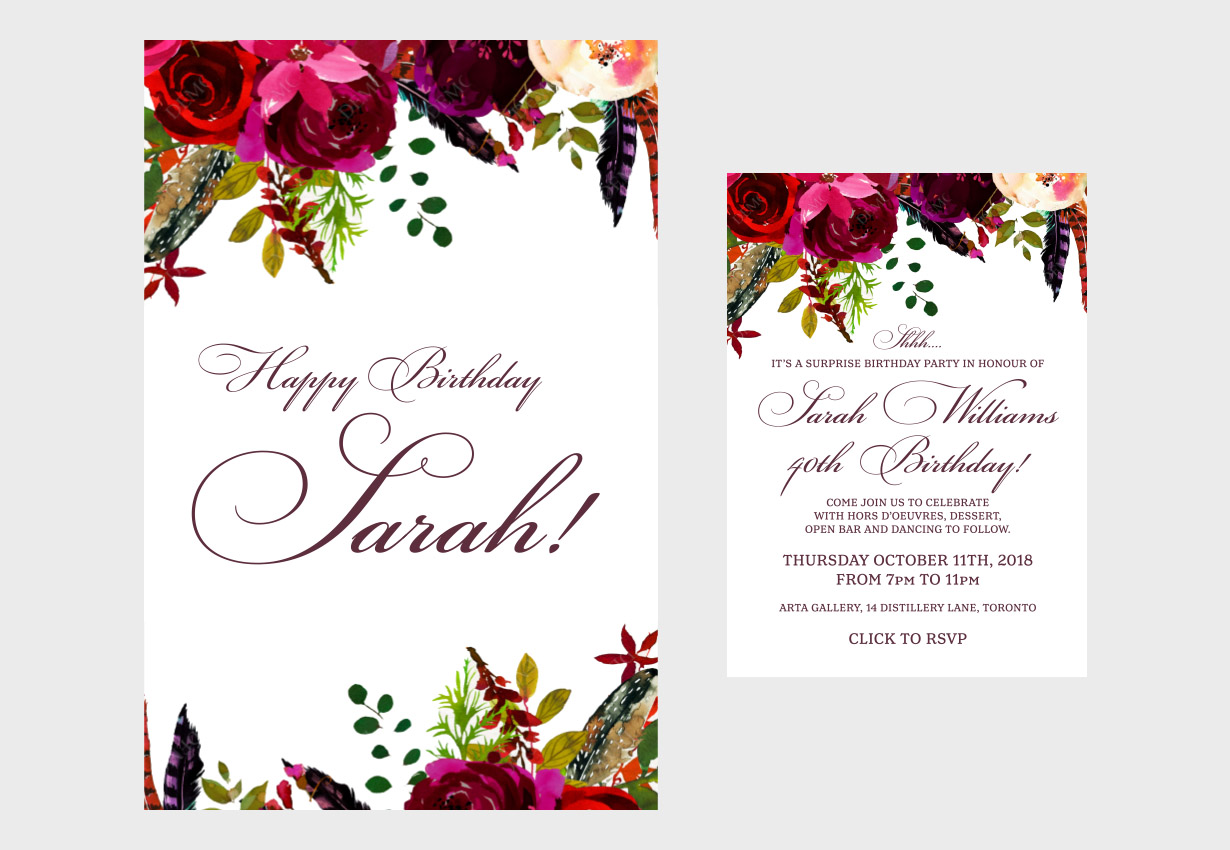 Happy Birthday
Sarah!
Shhh....
IT'S A SURPRISE BIRTHDAY PARTY IN HONOUR OF
Sarah Williams
40th Birthday!
COME JOIN US TO CELEBRATE
WITH HORS D'OEUVRES, DESSERT,
OPEN BAR AND DANCING TO FOLLOW.
THURSDAY OCTOBER 11TH, 2018
FROM 7PM TO 11PM
ARTA GALLERY, 14 DISTILLERY LANE, TORONTO
CLICK TO RSVP